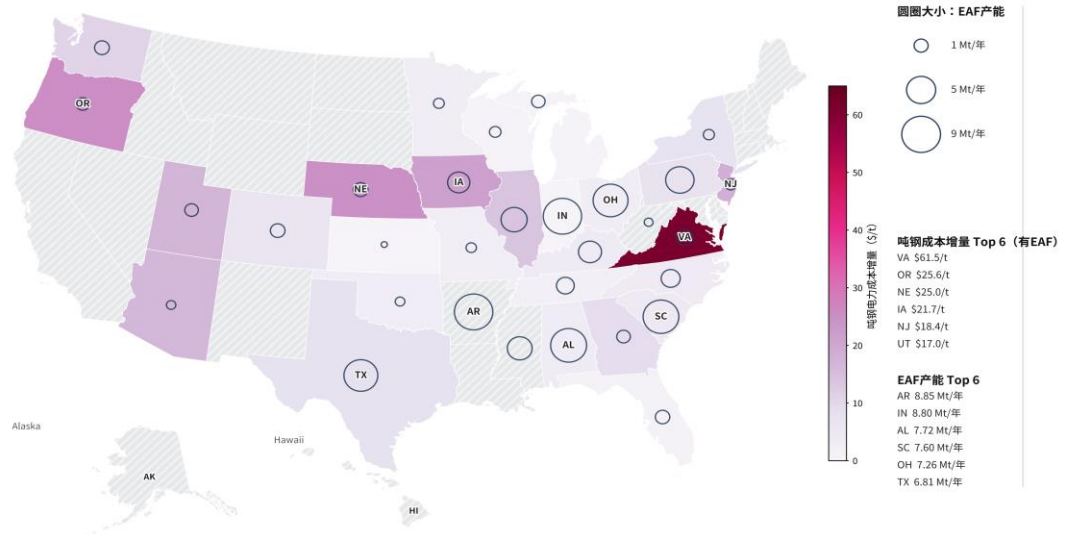 OR
NE
IA
IN
OH
NJ
VA
AR
SC
AL
TX
Alaska
Hawaii
AK
HI
60
50
40
30
20
10
0
吨钢电力成本增量 ($/t)
圆圈大小：EAF产能
1 Mt/年
5 Mt/年
9 Mt/年
吨钢成本增量 Top 6（有EAF）
VA $61.5/t
OR $25.6/t
NE $25.0/t
IA $21.7/t
NJ $18.4/t
UT $17.0/t
EAF产能 Top 6
AR 8.85 Mt/年
IN 8.80 Mt/年
AL 7.72 Mt/年
SC 7.60 Mt/年
OH 7.26 Mt/年
TX 6.81 Mt/年